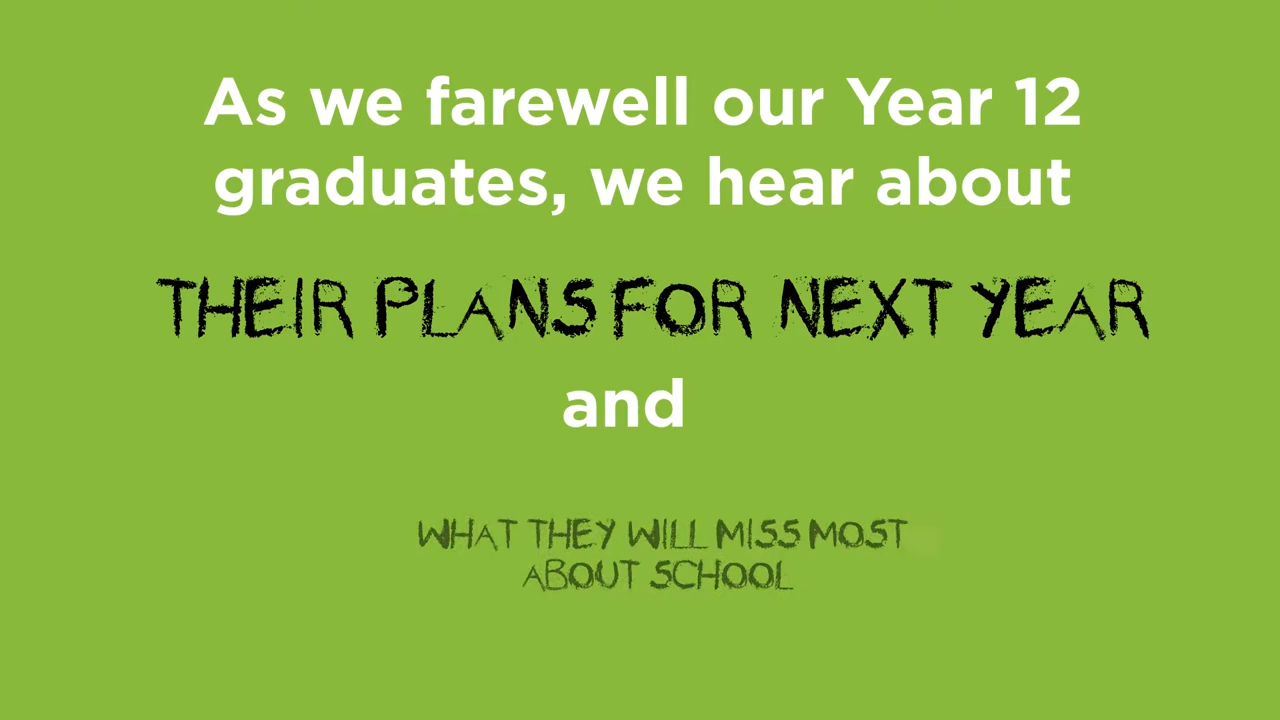 As we farewell our Year 12
graduates, we hear about
THEIR PLANS FOR NEXT YEAR
and
WHAT THEY WILL MISS MOST
ABOUT SCHOOL